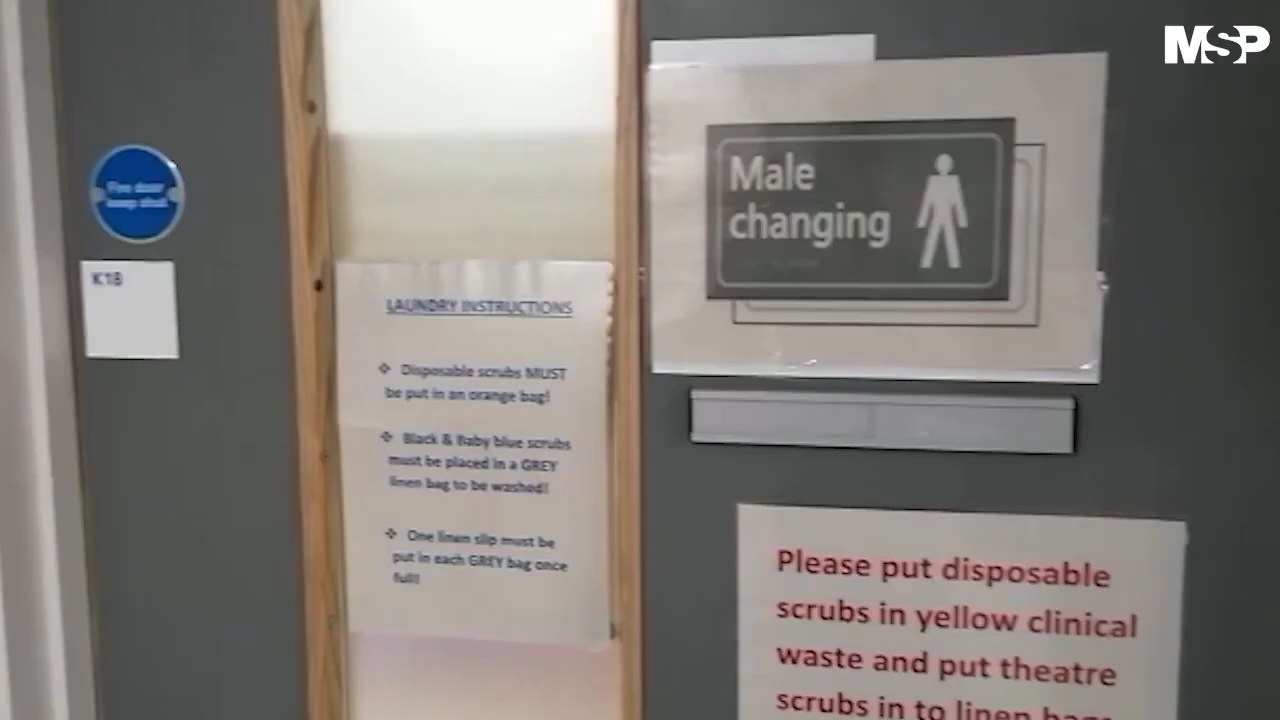 MSP
Male
changing
Fire door
keep shut
K18
LAUNDRY INSTRUCTIONS
❖ Disposable scrubs MUST
be put in an orange bag!
❖ Black & Baby blue scrubs
must be placed in a GREY
linen bag to be washed!
❖ One linen slip must be
put in each GREY bag once
full!
Please put disposable
scrubs in yellow clinical
waste and put theatre
scrubs in to linen bags